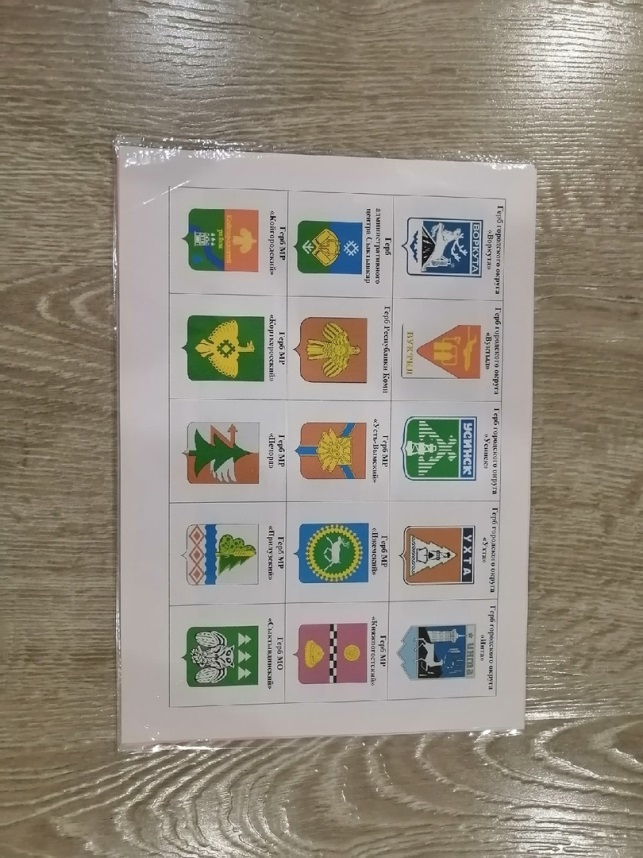 Герб городского округа
«Воркута»
ВОРКУТА
Герб городского округа
«Вуктыл»
ВУКТЫЛ
Герб городского округа
«Усинск»
УСИНСК
Герб городского округа
«Ухта»
УХТА
Герб городского округа
«Инта»
инта
Герб
административного
центра Сыктывкар
Герб Республики Коми
Герб МР
«Усть-Вымский»
Герб МР
«Ижемский»
Герб МР
«Княжпогостский»
Герб МР
«Койгородский»
Койгородский
район
Герб МР
«Корткеросский»
Герб МР
«Печора»
Герб МР
«Прилузский»
Герб МО
«Сыктывдинский»